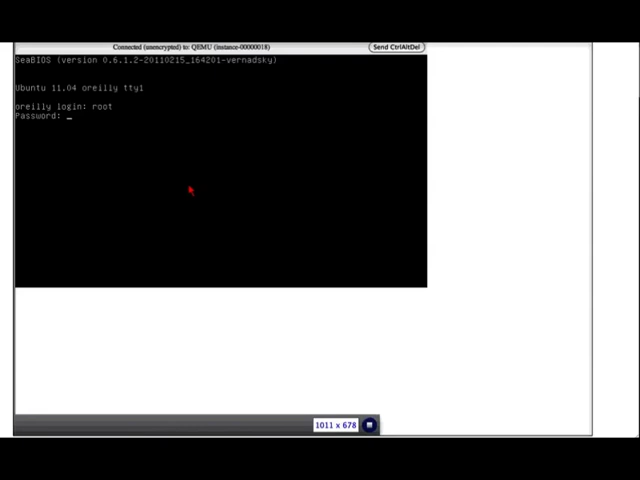 Connected (unencrypted) to: QEMU (instance-00000018)
Send CtrlAltDel
SeaBIOS (version 0.6.1.2-20110215_164201-vernadsky)
Ubuntu 11.04 oreilly tty1
oreilly login: root
Password: _
1011 x 678